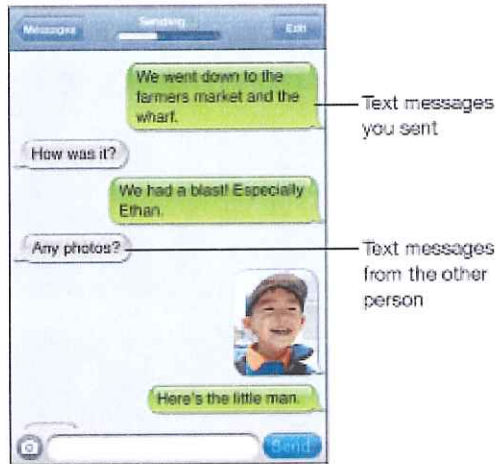 Messages
Sending
Edit
We went down to the
farmers market and the
wharf.
Text messages
you sent
How was it?
We had a blast! Especially
Ethan.
Any photos?
Text messages
from the other
person
Here's the little man.
Send